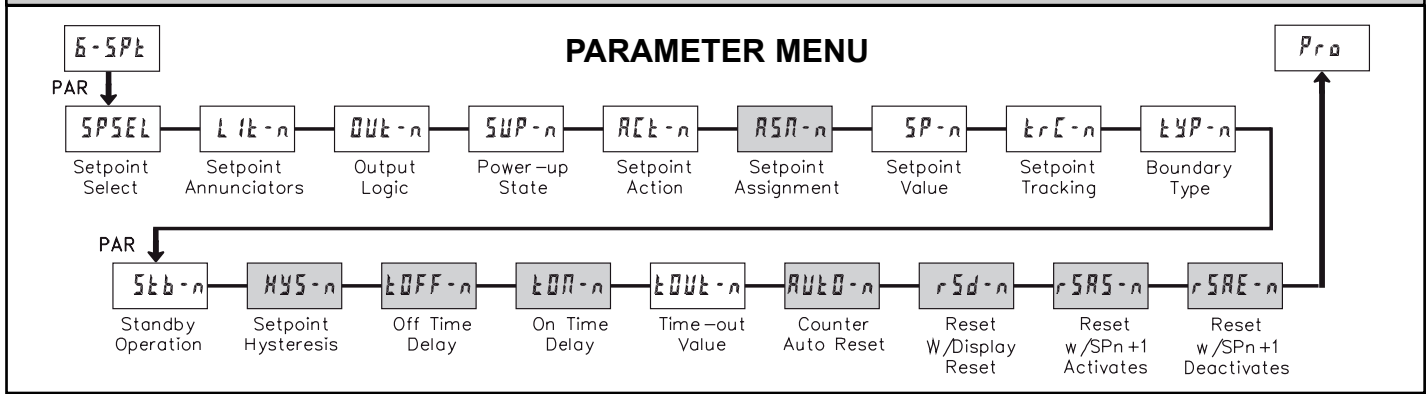 6-SPt
PARAMETER MENU
Pro
PAR
SPSEL
LIt-n
OUt-n
SUP-n
ACt-n
ASN-n
SP-n
trC-n
tYP-n
Setpoint Select
Setpoint Annunciators
Output Logic
Power-up State
Setpoint Action
Setpoint Assignment
Setpoint Value
Setpoint Tracking
Boundary Type
PAR
Stb-n
HYS-n
tOFF-n
tON-n
tOUt-n
AUtO-n
rSd-n
rSAS-n
rSAE-n
Standby Operation
Setpoint Hysteresis
Off Time Delay
On Time Delay
Time-out Value
Counter Auto Reset
Reset W/Display Reset
Reset w/SPn+1 Activates
Reset w/SPn+1 Deactivates